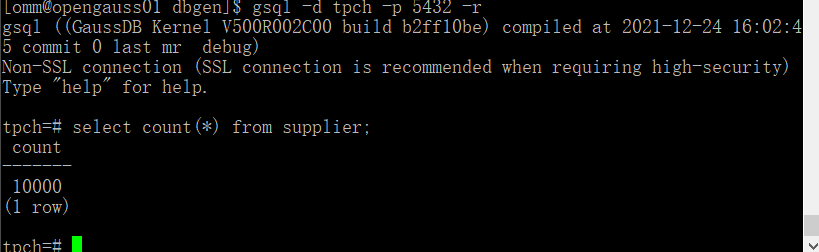 [omm@opengauss01 dbgen]$ gsql -d tpch -p 5432 -r
gsql ((GaussDB Kernel V500R002C00 build b2ff10be) compiled at 2021-12-24 16:02:4
5 commit 0 last mr  debug)
Non-SSL connection (SSL connection is recommended when requiring high-security)
Type "help" for help.
tpch=# select count(*) from supplier;
count
-------
10000
(1 row)
tpch=#